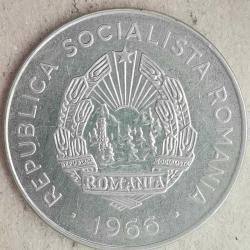 REPUBLICA SOCIALISTA ROMANIA
ROMANIA
· 1966 ·